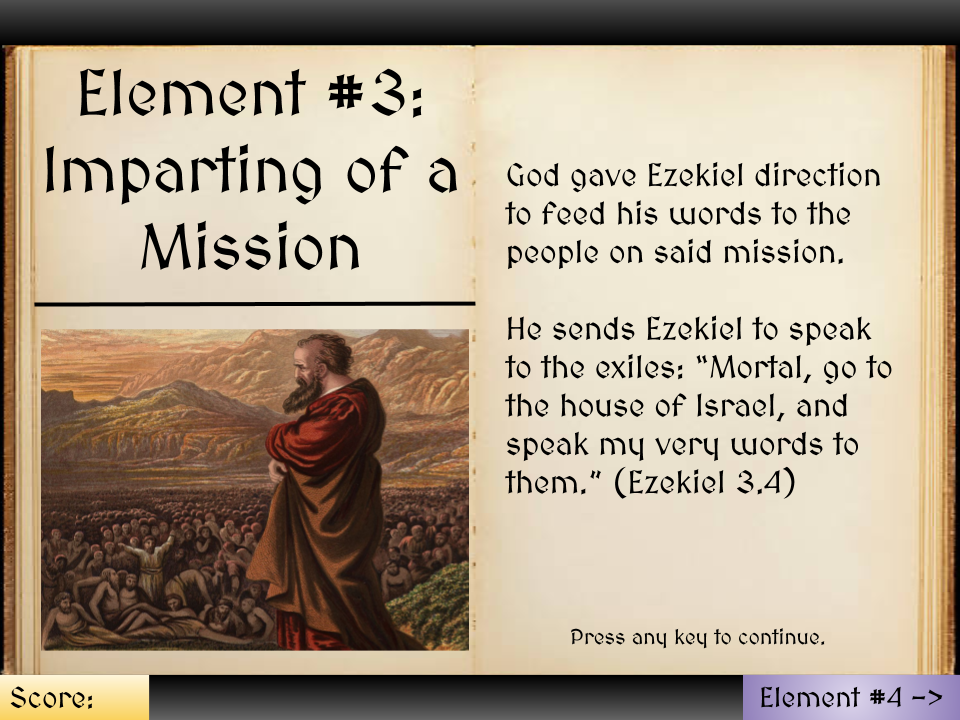 Element #3:
Imparting of a
Mission
God gave Ezekiel direction
to feed his words to the
people on said mission.
He sends Ezekiel to speak
to the exiles: “Mortal, go to
the house of Israel, and
speak my very words to
them.” (Ezekiel 3.4)
Press any key to continue.
Score:
Element #4 ->